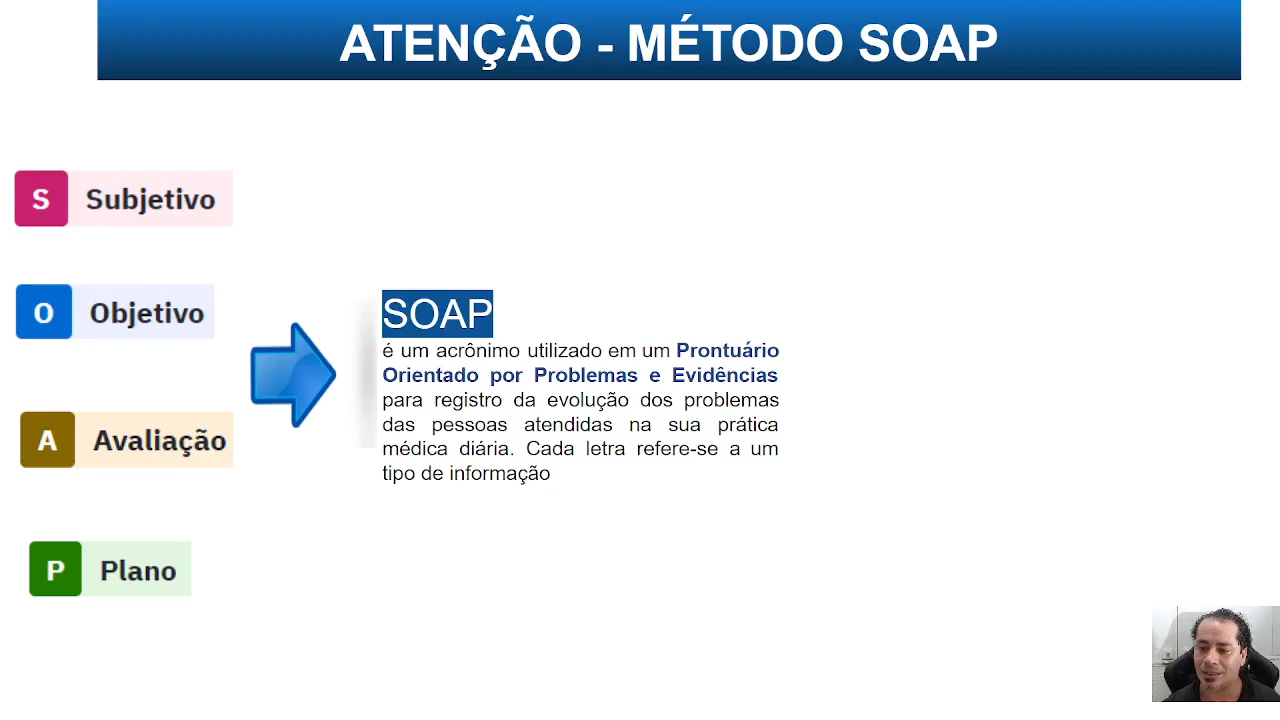 ATENÇÃO - MÉTODO SOAP
S Subjetivo
O Objetivo
A Avaliação
P Plano
SOAP
é um acrônimo utilizado em um Prontuário
Orientado por Problemas e Evidências
para registro da evolução dos problemas
das pessoas atendidas na sua prática
médica diária. Cada letra refere-se a um
tipo de informação